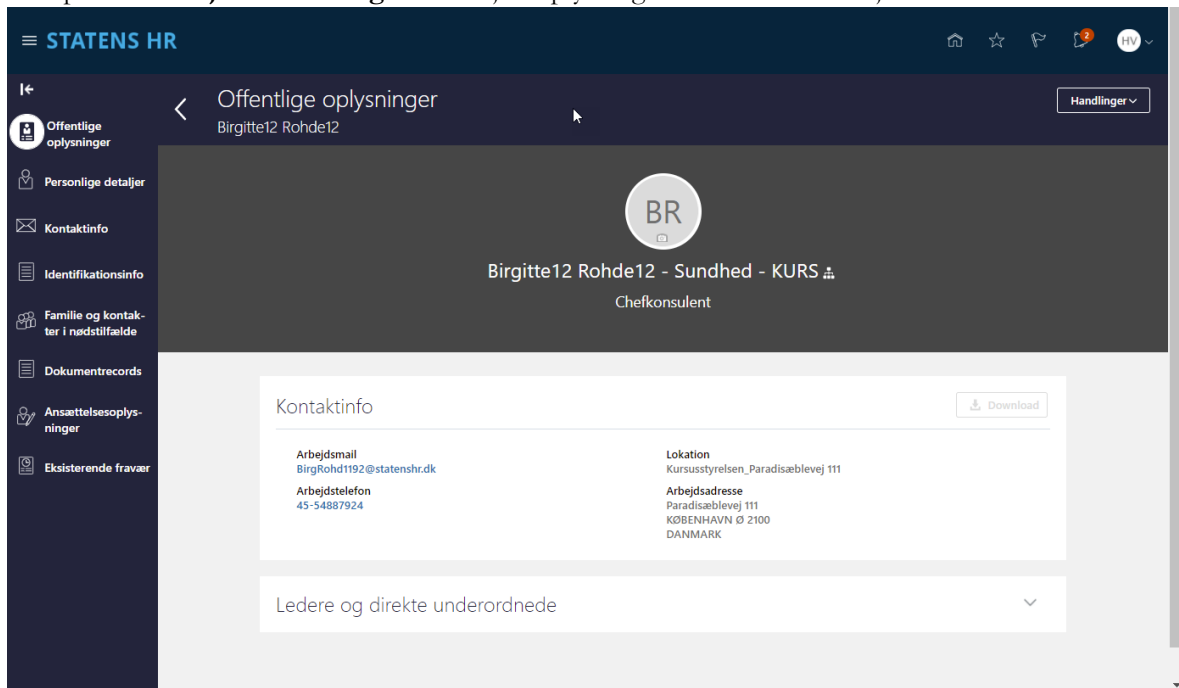 STATENS HR
2
HV
Offentlige oplysninger
Birgitte12 Rohde12
Handlinger
Offentlige
oplysninger
Personlige detaljer
Kontaktinfo
Identifikationsinfo
Familie og kontak-
ter i nødstilfælde
Dokumentrecords
Ansættelsesoplys-
ninger
Eksisterende fravær
BR
Birgitte12 Rohde12 - Sundhed - KURS
Chefkonsulent
Kontaktinfo
Download
Arbejdsmail
BirgRohd1192@statenshr.dk
Arbejdstelefon
45-54887924
Lokation
Kursusstyrelsen_Paradisæblevej 111
Arbejdsadresse
Paradisæblevej 111
KØBENHAVN Ø 2100
DANMARK
Ledere og direkte underordnede